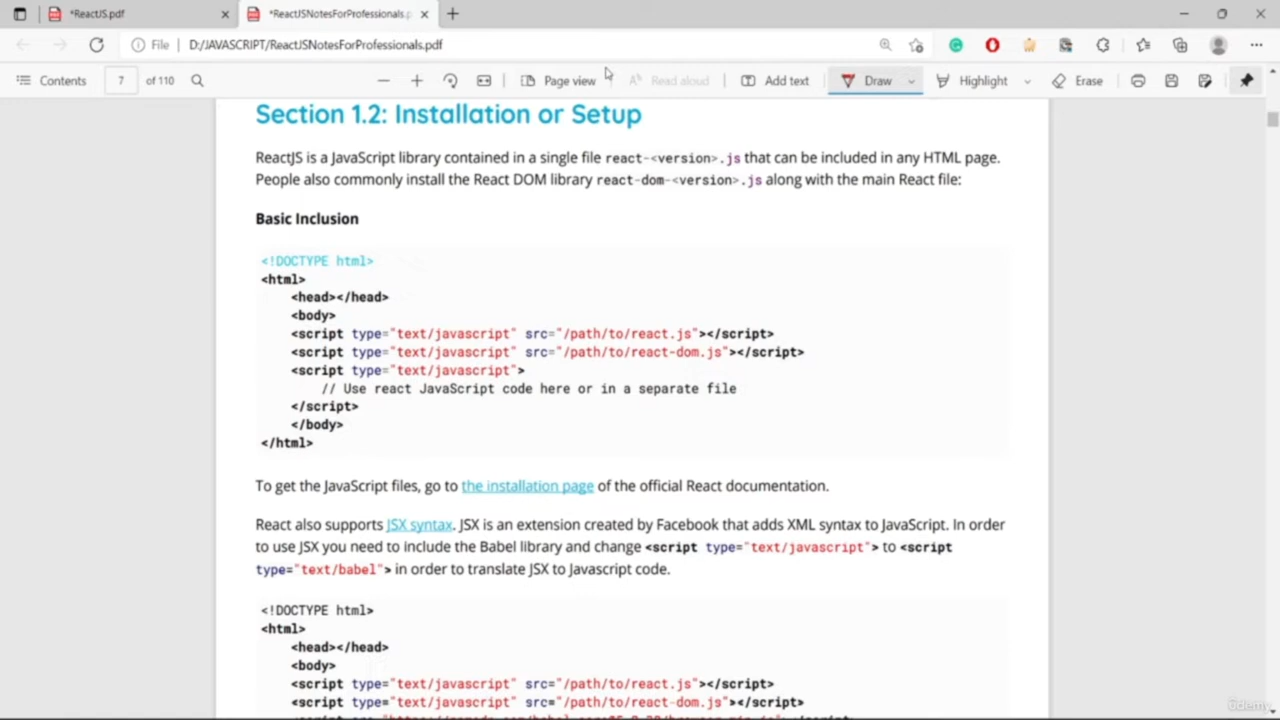 *ReactJS.pdf
*ReactJSNotesForProfessionals.p
File D:/JAVASCRIPT/ReactJSNotesForProfessionals.pdf
Contents 7 of 110 Page view Read aloud Add text Draw Highlight Erase
Section 1.2: Installation or Setup
ReactJS is a JavaScript library contained in a single file react-<version>.js that can be included in any HTML page.
People also commonly install the React DOM library react-dom-<version>.js along with the main React file:
Basic Inclusion
<!DOCTYPE html>
<html>
<head></head>
<body>
<script type="text/javascript" src="/path/to/react.js"></script>
<script type="text/javascript" src="/path/to/react-dom.js"></script>
<script type="text/javascript">
// Use react JavaScript code here or in a separate file
</script>
</body>
</html>
To get the JavaScript files, go to the installation page of the official React documentation.
React also supports JSX syntax. JSX is an extension created by Facebook that adds XML syntax to JavaScript. In order
to use JSX you need to include the Babel library and change <script type="text/javascript"> to <script
type="text/babel"> in order to translate JSX to Javascript code.
<!DOCTYPE html>
<html>
<head></head>
<body>
<script type="text/javascript" src="/path/to/react.js"></script>
<script type="text/javascript" src="/path/to/react-dom.js"></script>
Udemy